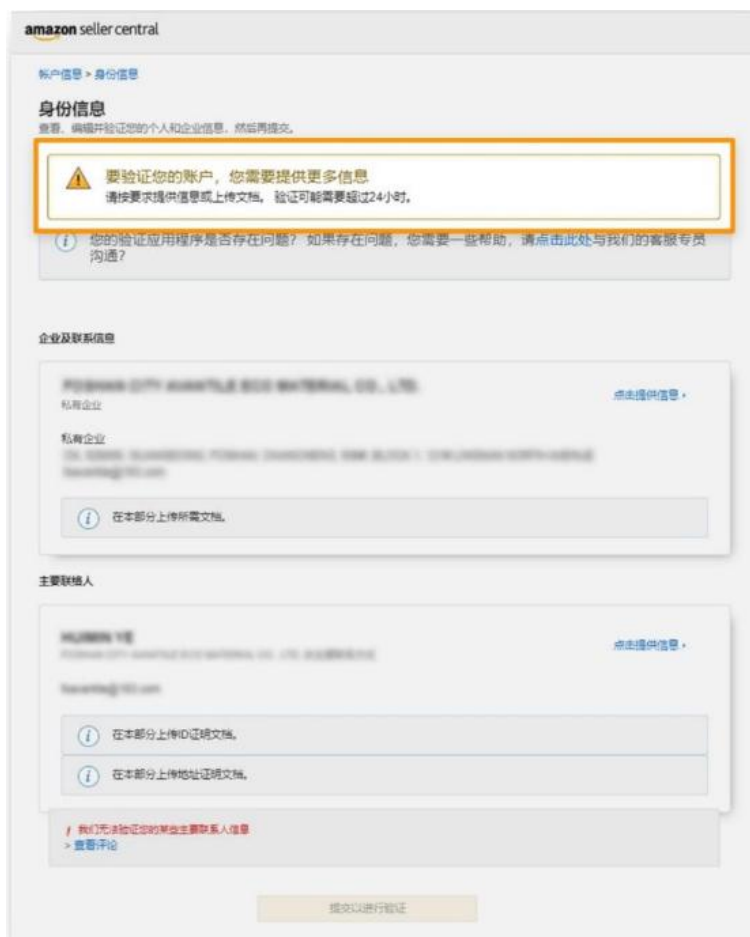 amazon seller central
帐户信息 > 身份信息
身份信息
查看、编辑并验证您的个人和企业信息，然后再提交。
要验证您的账户，您需要提供更多信息
请按要求提供信息或上传文档。 验证可能需要超过24小时。
您的验证应用程序是否存在问题？ 如果存在问题，您需要一些帮助，请点击此处与我们的客服专员
沟通？
企业及联系信息
点击提供信息 ›
私有企业
私有企业
在本部分上传所需文档。
主要联络人
点击提供信息 ›
在本部分上传ID证明文档。
在本部分上传地址证明文档。
! 我们无法验证您的某些主要联系人信息
> 查看评论
提交以进行验证